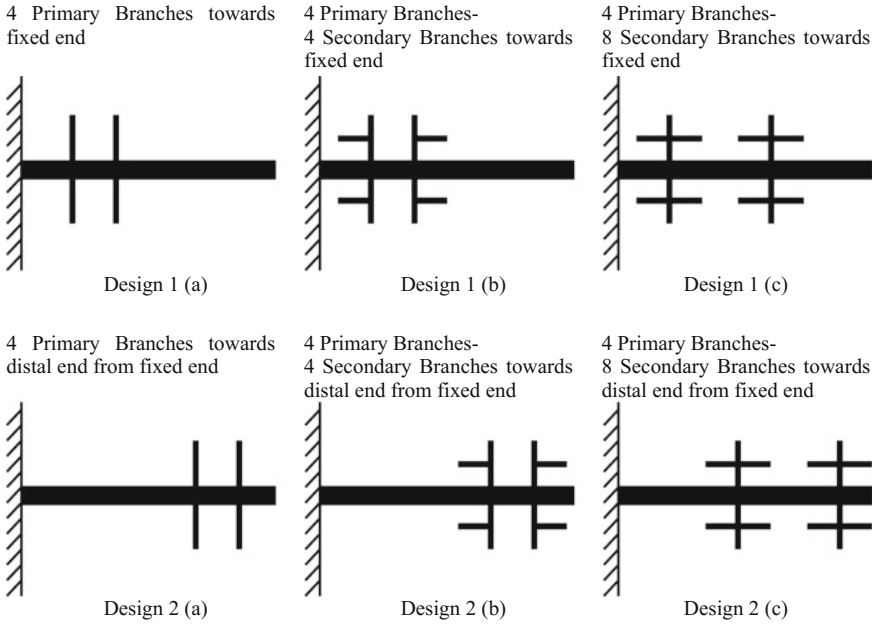 4 Primary Branches towards
fixed end
4 Primary Branches-
4 Secondary Branches towards
fixed end
4 Primary Branches-
8 Secondary Branches towards
fixed end
Design 1 (a)
Design 1 (b)
Design 1 (c)
4 Primary Branches towards
distal end from fixed end
4 Primary Branches-
4 Secondary Branches towards
distal end from fixed end
4 Primary Branches-
8 Secondary Branches towards
distal end from fixed end
Design 2 (a)
Design 2 (b)
Design 2 (c)